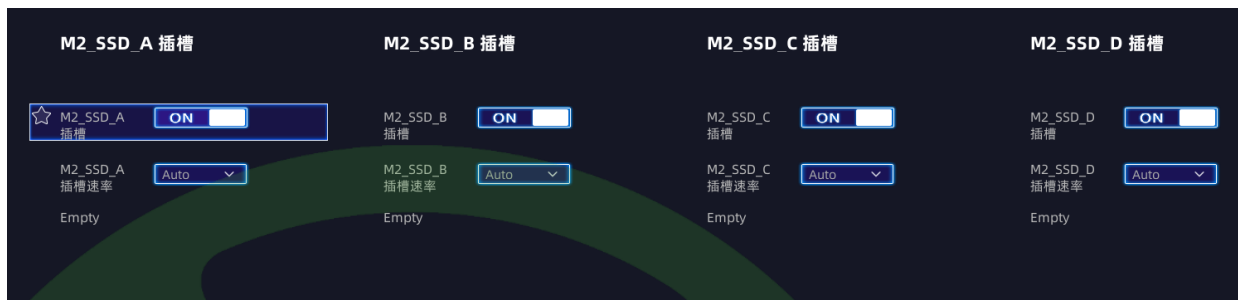 M2_SSD_A 插槽
M2_SSD_B 插槽
M2_SSD_C 插槽
M2_SSD_D 插槽
M2_SSD_A
插槽
ON
M2_SSD_B
插槽
ON
M2_SSD_C
插槽
ON
M2_SSD_D
插槽
ON
M2_SSD_A
插槽速率
Auto
M2_SSD_B
插槽速率
Auto
M2_SSD_C
插槽速率
Auto
M2_SSD_D
插槽速率
Auto
Empty
Empty
Empty
Empty